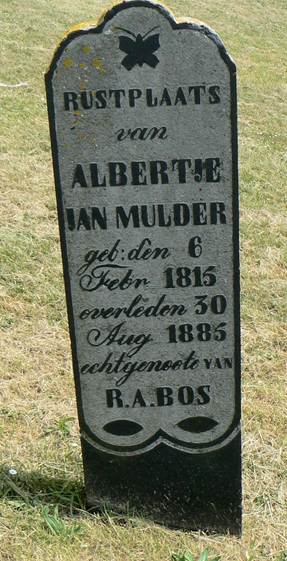 RUSTPLAATS
van
ALBERTJE
JAN MULDER
geb: den 6
Febr 1815
overleden 30
Aug 1885
echtgenoote VAN
R.A.BOS